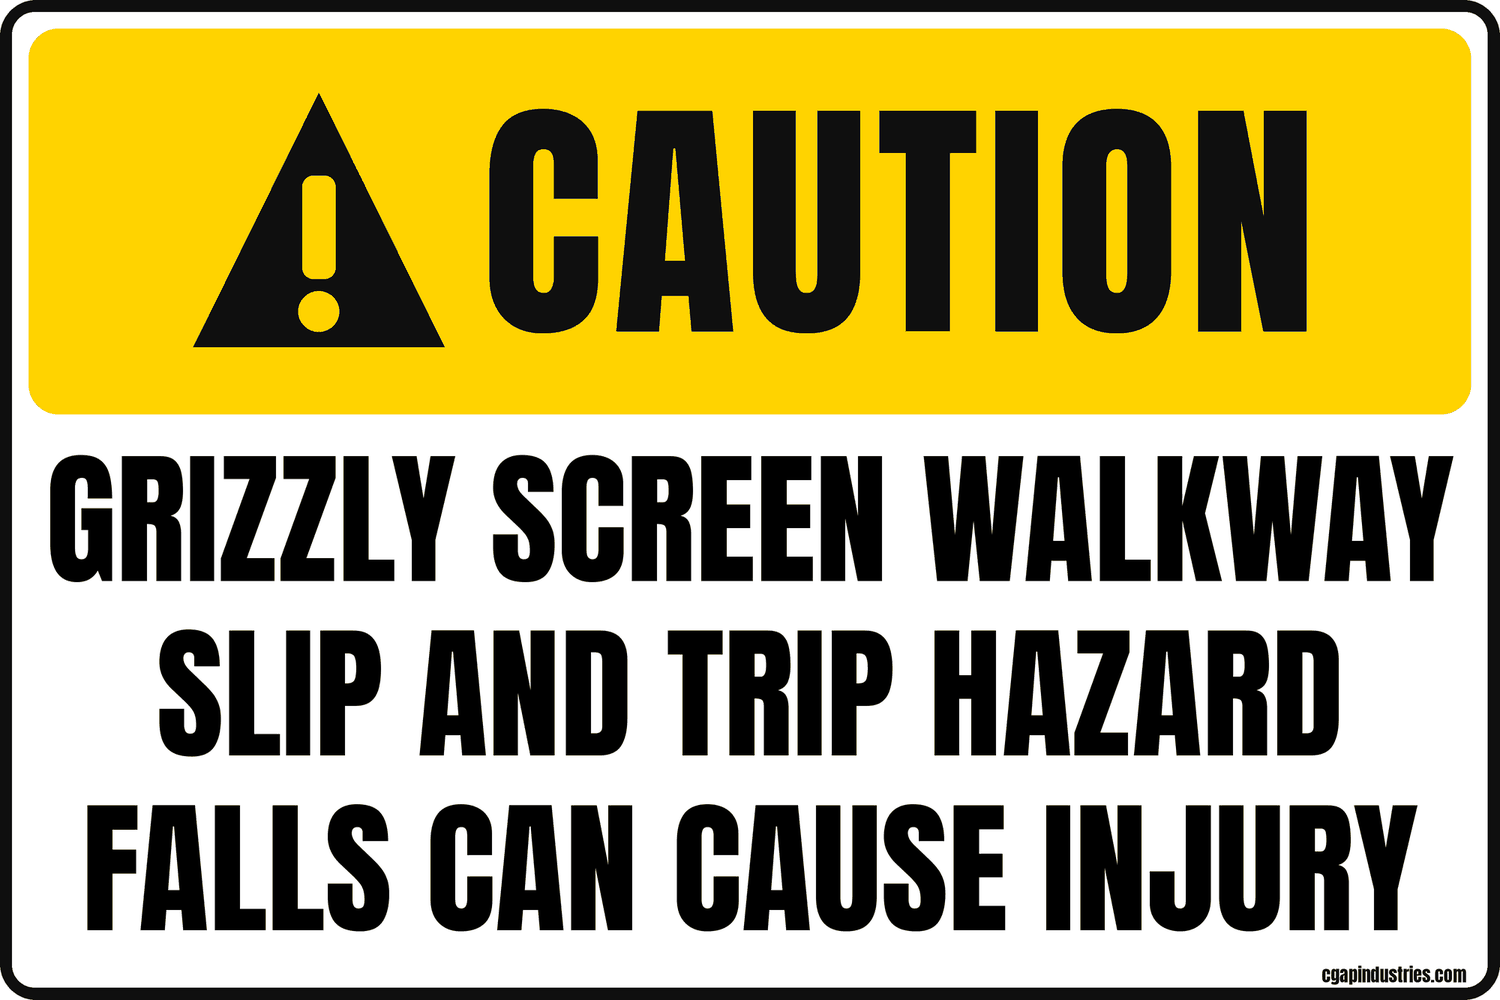 CAUTION
GRIZZLY SCREEN WALKWAY
SLIP AND TRIP HAZARD
FALLS CAN CAUSE INJURY
cgapindustries.com